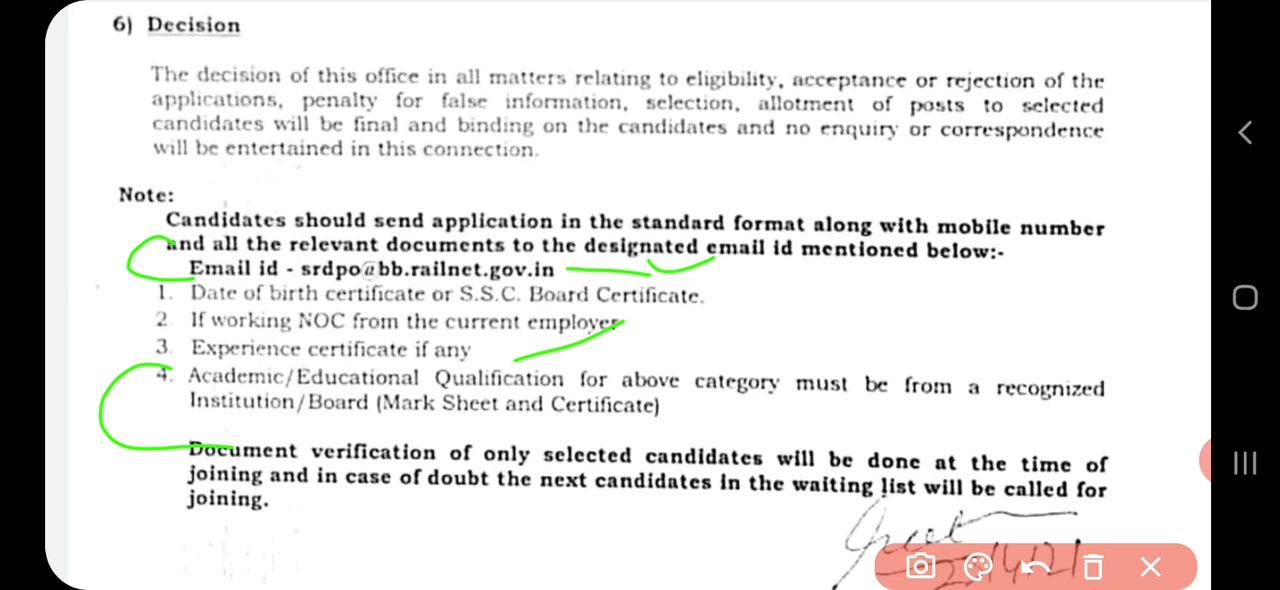 6) Decision
The decision of this office in all matters relating to eligibility, acceptance or rejection of the
applications, penalty for false information, selection, allotment of posts to selected
candidates will be final and binding on the candidates and no enquiry or correspondence
will be entertained in this connection.
Note:
Candidates should send application in the standard format along with mobile number
and all the relevant documents to the designated email id mentioned below:-
Email id - srdpo@bb.railnet.gov.in
1. Date of birth certificate or S.S.C. Board Certificate.
2. If working NOC from the current employer
3. Experience certificate if any
4. Academic/Educational Qualification for above category must be from a recognized
Institution/Board (Mark Sheet and Certificate)
Document verification of only selected candidates will be done at the time of
joining and in case of doubt the next candidates in the waiting list will be called for
joining.